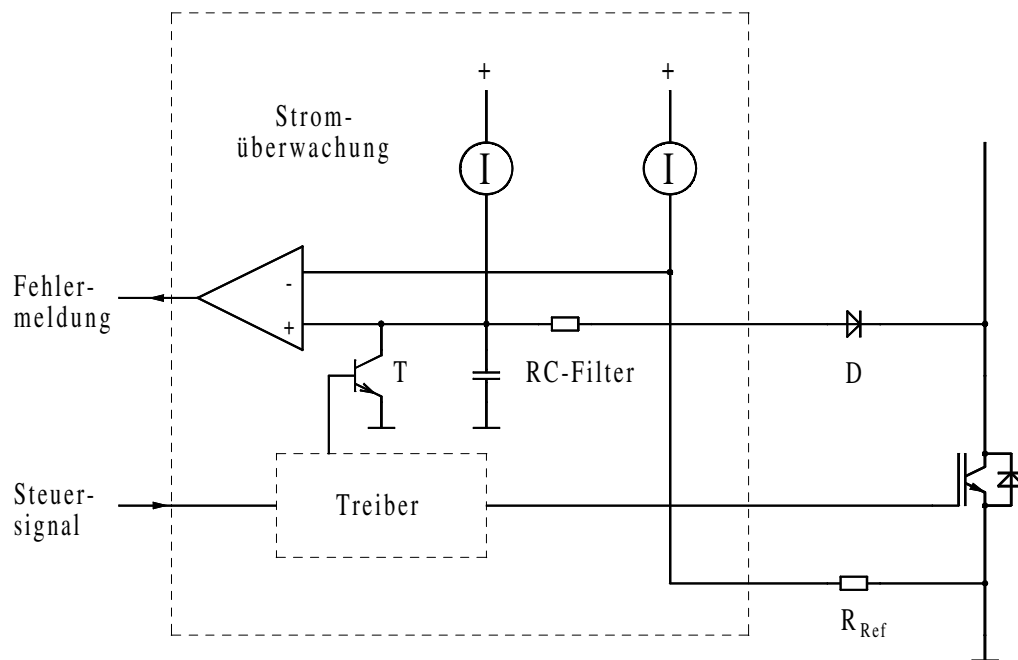 + +
Strom-
überwachung
I I
Fehler-
meldung
-
+
T RC-Filter D
Steuer-
signal
Treiber
R_Ref